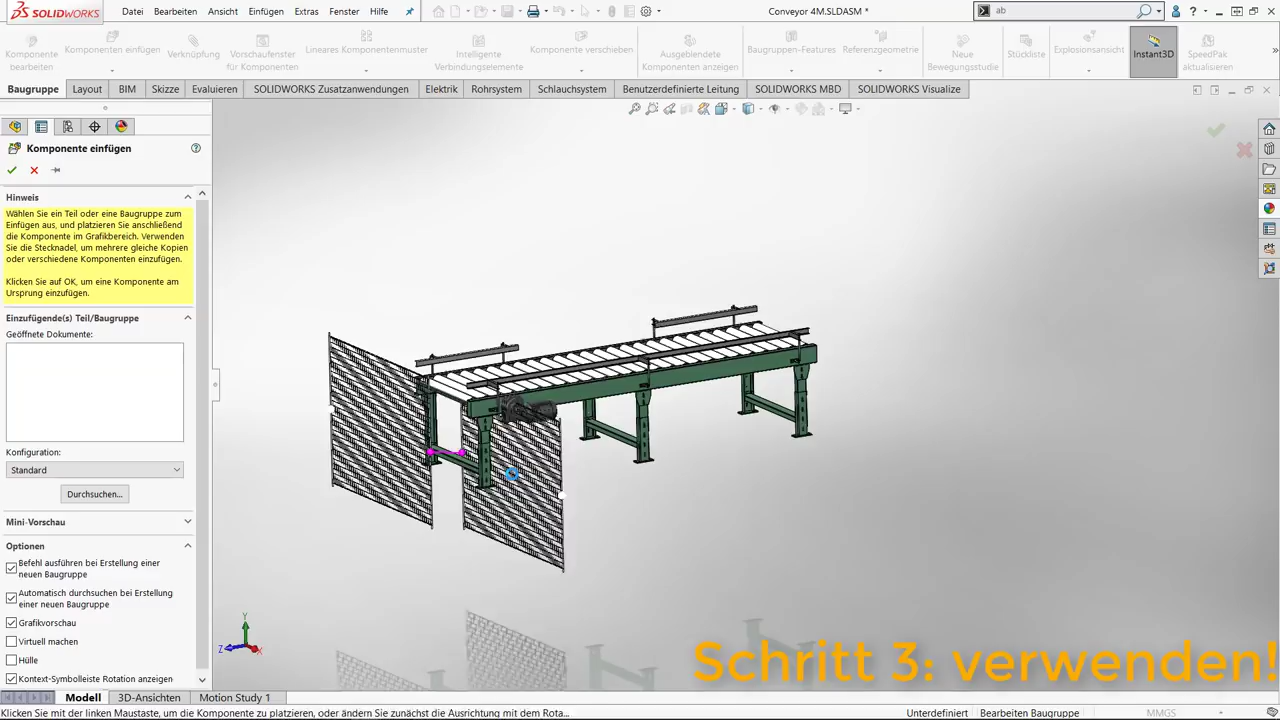 SOLIDWORKS
Datei Bearbeiten Ansicht Einfügen Extras Fenster Hilfe
Conveyor 4M.SLDASM *
ab
Komponente
bearbeiten
Komponenten einfügen
Verknüpfung
Vorschaufenster
für Komponenten
Lineares Komponentenmuster
Intelligente
Verbindungselemente
Komponente verschieben
Ausgeblendete
Komponenten anzeigen
Baugruppen-Features
Referenzgeometrie
Neue
Bewegungsstudie
Stückliste
Explosionsansicht
Instant3D
SpeedPak
aktualisieren
Baugruppe Layout BIM Skizze Evaluieren SOLIDWORKS Zusatzanwendungen Elektrik Rohrsystem Schlauchsystem Benutzerdefinierte Leitung SOLIDWORKS MBD SOLIDWORKS Visualize
Komponente einfügen
Hinweis
Wählen Sie ein Teil oder eine Baugruppe zum
Einfügen aus, und platzieren Sie anschließend
die Komponente im Grafikbereich. Verwenden
Sie die Stecknadel, um mehrere gleiche Kopien
oder verschiedene Komponenten einzufügen.
Klicken Sie auf OK, um eine Komponente am
Ursprung einzufügen.
Einzufügende(s) Teil/Baugruppe
Geöffnete Dokumente:
Konfiguration:
Standard
Durchsuchen...
Mini-Vorschau
Optionen
Befehl ausführen bei Erstellung einer
neuen Baugruppe
Automatisch durchsuchen bei Erstellung
einer neuen Baugruppe
Grafikvorschau
Virtuell machen
Hülle
Kontext-Symbolleiste Rotation anzeigen
Y
Z
X
Schritt 3: verwenden!
Modell 3D-Ansichten Motion Study 1
Klicken Sie mit der linken Maustaste, um die Komponente zu platzieren, oder ändern Sie zunächst die Ausrichtung mit dem Rota...
Unterdefiniert Bearbeiten Baugruppe MMGS